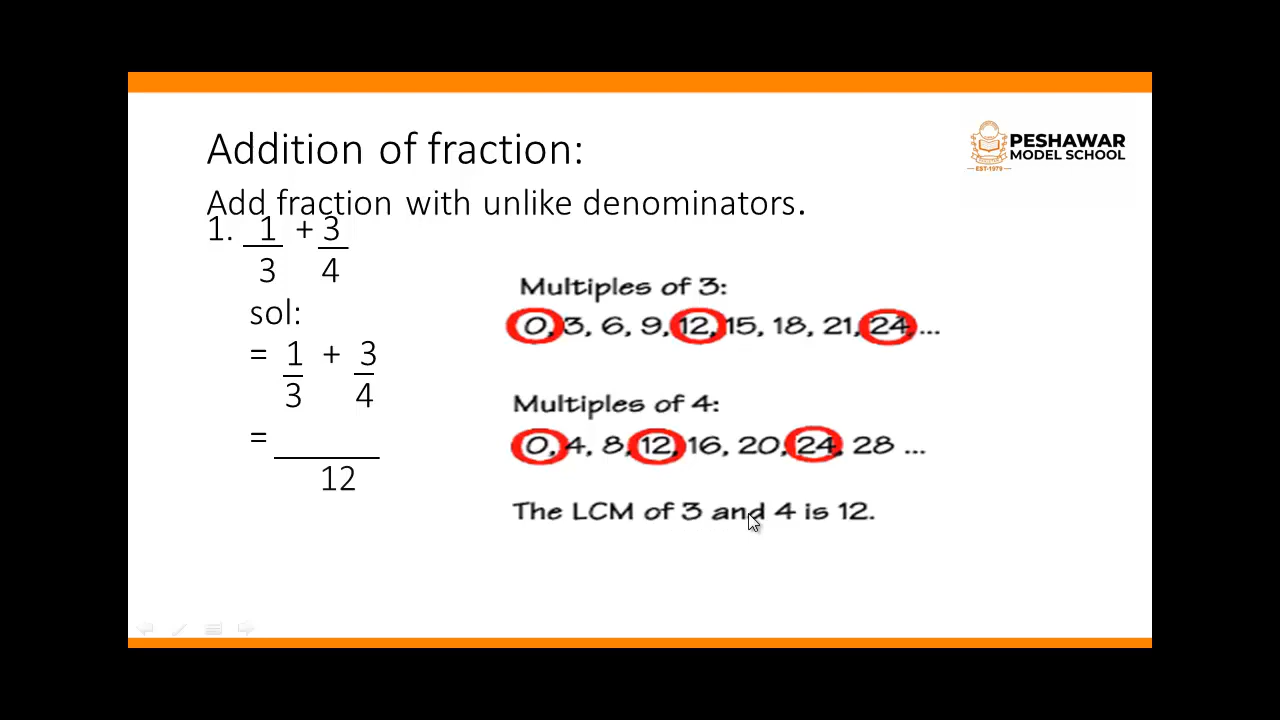 Addition of fraction:
PESHAWAR
MODEL SCHOOL
EST-1979
Add fraction with unlike denominators.
1. 1 + 3
3 4
sol:
= 1 + 3
3 4
=
12
Multiples of 3:
0, 3, 6, 9, 12, 15, 18, 21, 24, ...
Multiples of 4:
0, 4, 8, 12, 16, 20, 24, 28 ...
The LCM of 3 and 4 is 12.